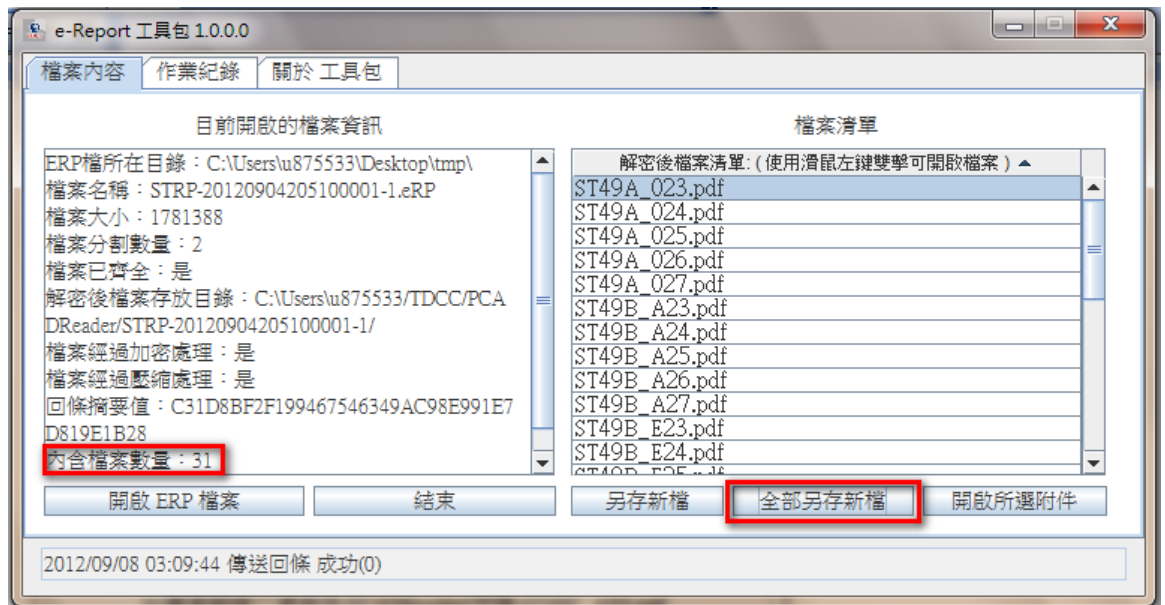 e-Report 工具包 1.0.0.0
檔案內容 作業紀錄 關於 工具包
目前開啟的檔案資訊
ERP檔所在目錄：C:\Users\u875533\Desktop\tmp\
檔案名稱：STRP-20120904205100001-1.eRP
檔案大小：1781388
檔案分割數量：2
檔案已齊全：是
解密後檔案存放目錄：C:\Users\u875533/TDCC/PCA
DReader/STRP-20120904205100001-1/
檔案經過加密處理：是
檔案經過壓縮處理：是
回條摘要值：C31D8BF2F199467546349AC98E991E7
D819E1B28
內含檔案數量：31
開啟 ERP 檔案 結束
檔案清單
解密後檔案清單:(使用滑鼠左鍵雙擊可開啟檔案)
ST49A_023.pdf
ST49A_024.pdf
ST49A_025.pdf
ST49A_026.pdf
ST49A_027.pdf
ST49B_A23.pdf
ST49B_A24.pdf
ST49B_A25.pdf
ST49B_A26.pdf
ST49B_A27.pdf
ST49B_E23.pdf
ST49B_E24.pdf
另存新檔 全部另存新檔 開啟所選附件
2012/09/08 03:09:44 傳送回條 成功(0)